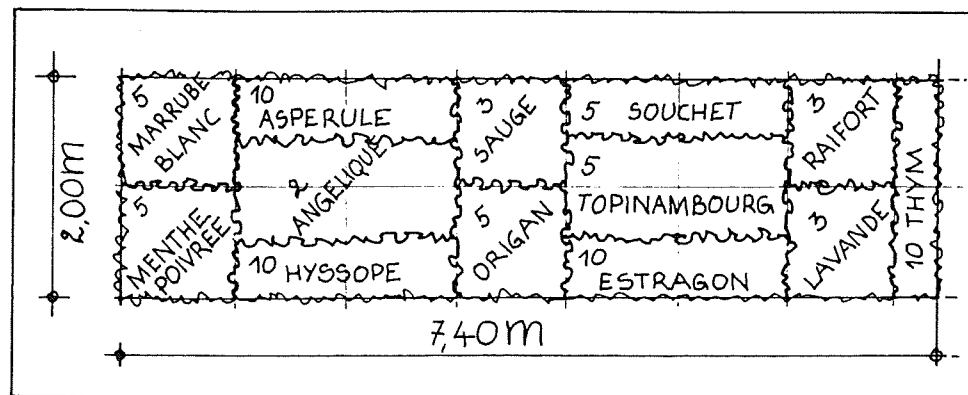 2,00m
5
MARRUBE
BLANC
5
MENTHE
POIVRÉE
10
ASPERULE
2
ANGELIQUE
10
HYSSOPE
3
SAUGE
5
ORIGAN
5 SOUCHET
5
TOPINAMBOURG
10
ESTRAGON
3
RAIFORT
3
LAVANDE
10 THYM
7,40m